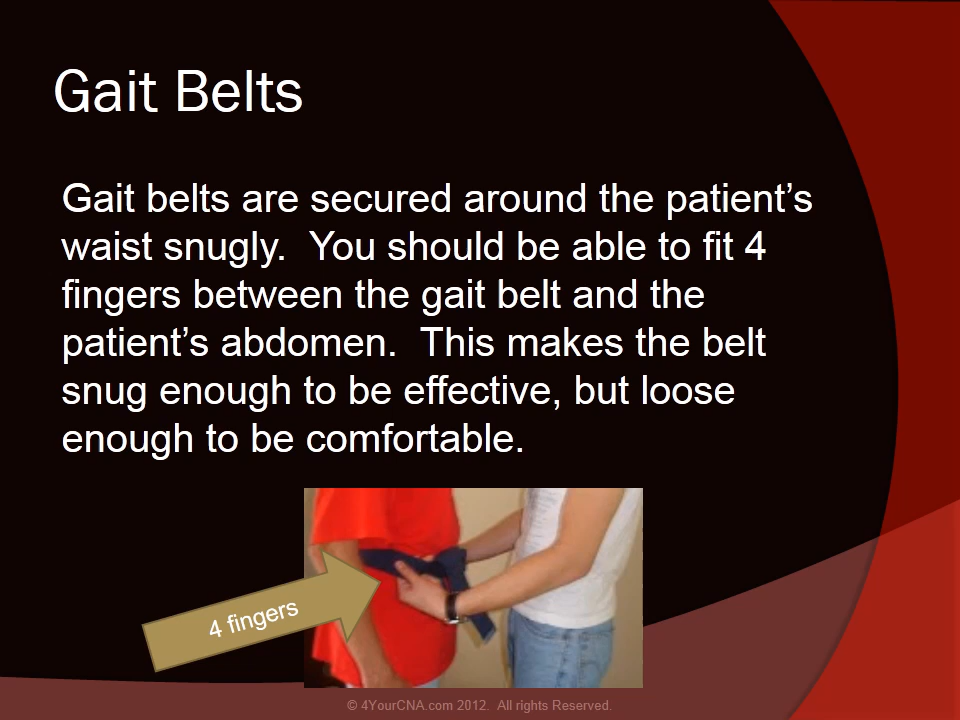 Gait Belts
Gait belts are secured around the patient’s
waist snugly.  You should be able to fit 4
fingers between the gait belt and the
patient’s abdomen.  This makes the belt
snug enough to be effective, but loose
enough to be comfortable.
4 fingers
© 4YourCNA.com 2012.  All rights Reserved.